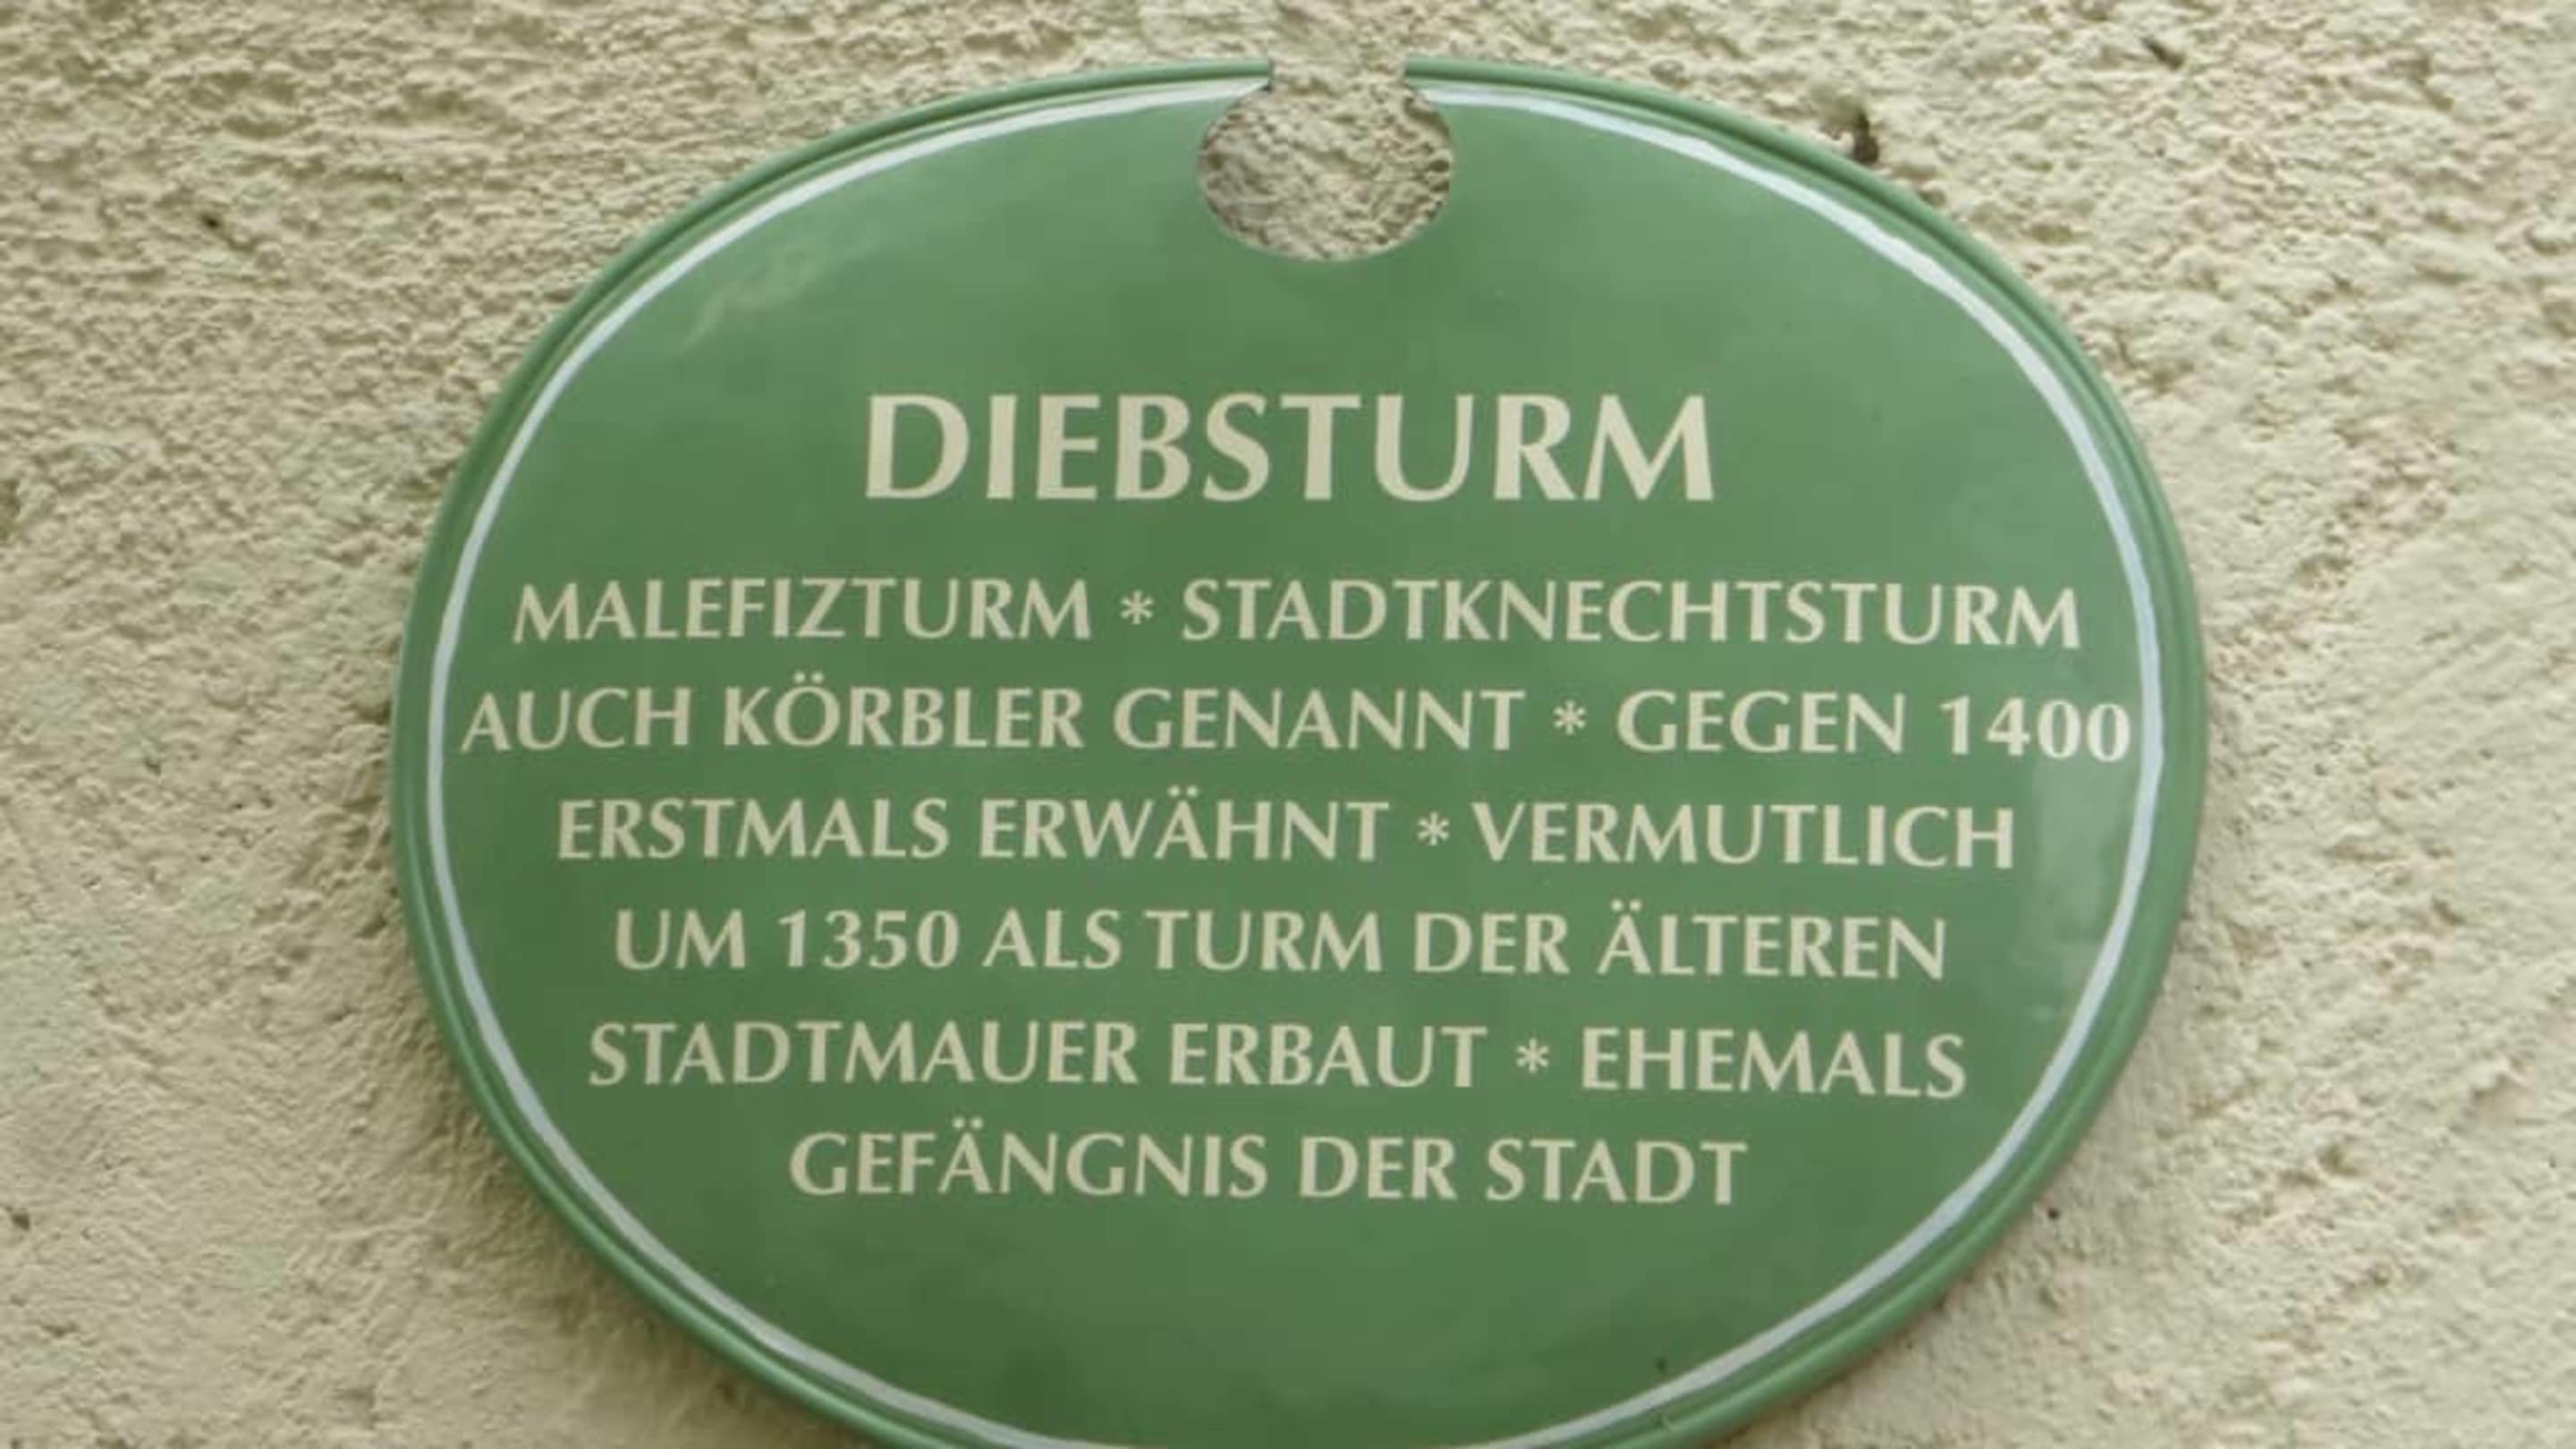 DIEBSTURM
MALEFIZTURM * STADTKNECHTSTURM
AUCH KÖRBLER GENANNT * GEGEN 1400
ERSTMALS ERWÄHNT * VERMUTLICH
UM 1350 ALS TURM DER ÄLTEREN
STADTMAUER ERBAUT * EHEMALS
GEFÄNGNIS DER STADT